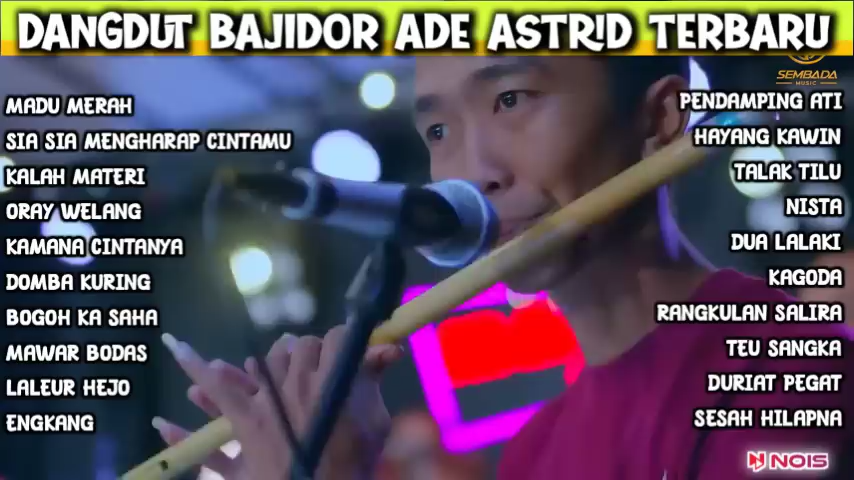 DANGDUT BAJIDOR ADE ASTRID TERBARU
SEMBADA
MUSIC
MADU MERAH
SIA SIA MENGHARAP CINTAMU
KALAH MATERI
ORAY WELANG
KAMANA CINTANYA
DOMBA KURING
BOGOH KA SAHA
MAWAR BODAS
LALEUR HEJO
ENGKANG
PENDAMPING ATI
HAYANG KAWIN
TALAK TILU
NISTA
DUA LALAKI
KAGODA
RANGKULAN SALIRA
TEU SANGKA
DURIAT PEGAT
SESAH HILAPNA
NOIS